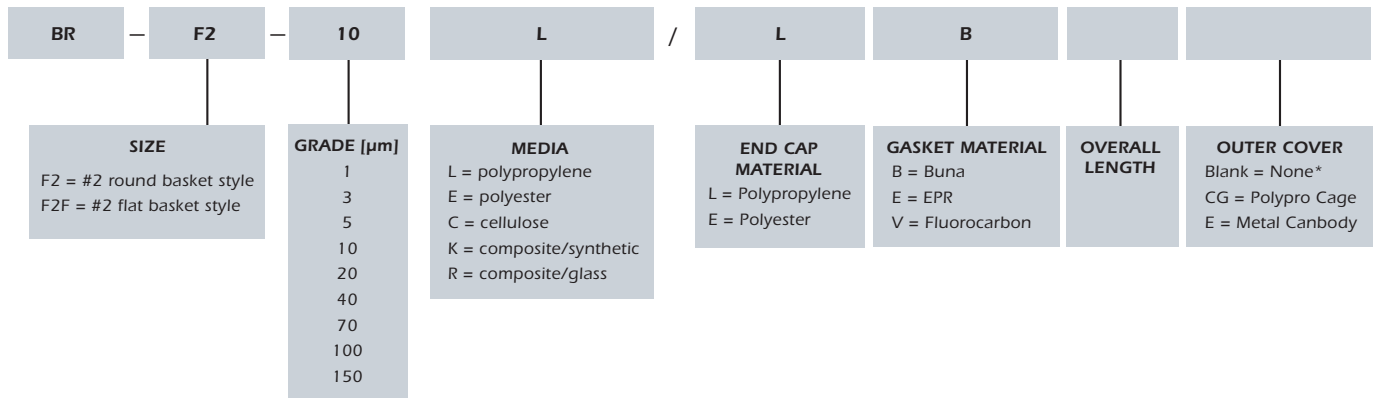 BR – F2 – 10 L / L B
SIZE
F2 = #2 round basket style
F2F = #2 flat basket style
GRADE [µm]
1
3
5
10
20
40
70
100
150
MEDIA
L = polypropylene
E = polyester
C = cellulose
K = composite/synthetic
R = composite/glass
END CAP
MATERIAL
L = Polypropylene
E = Polyester
GASKET MATERIAL
B = Buna
E = EPR
V = Fluorocarbon
OVERALL
LENGTH
OUTER COVER
Blank = None*
CG = Polypro Cage
E = Metal Canbody